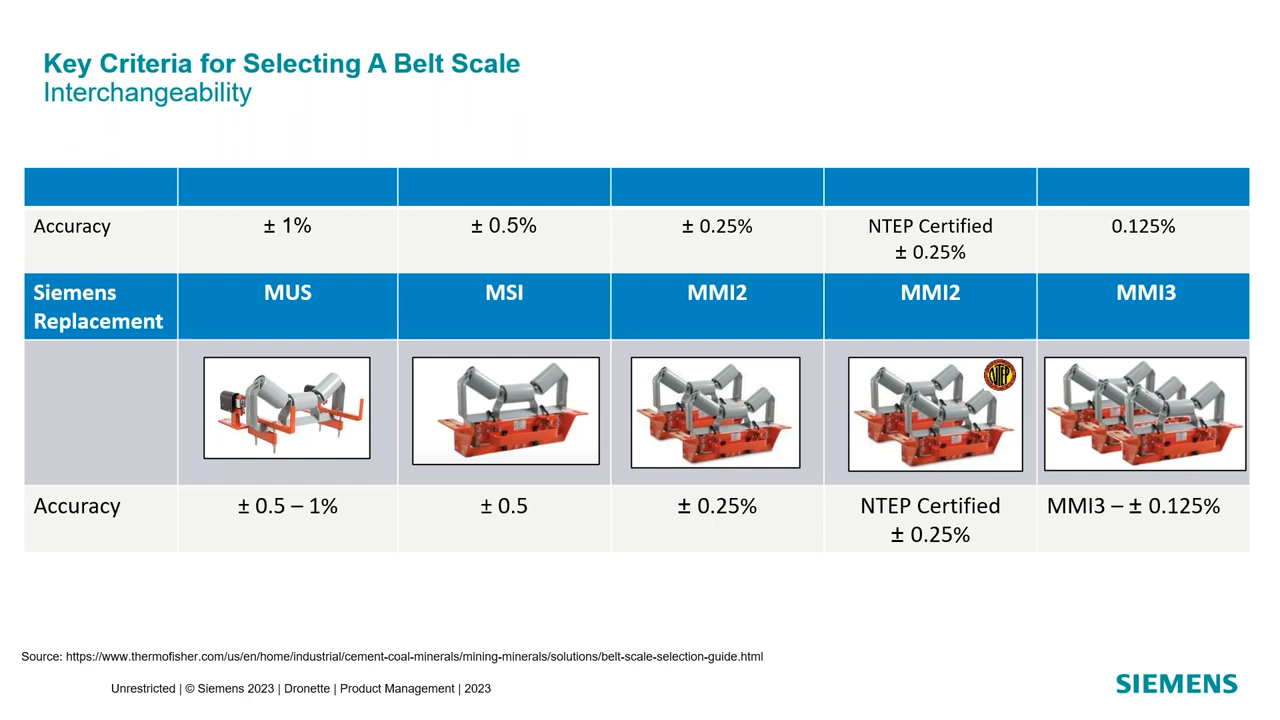 Key Criteria for Selecting A Belt Scale
Interchangeability
Accuracy ± 1% ± 0.5% ± 0.25% NTEP Certified ± 0.25% 0.125%
Siemens Replacement MUS MSI MMI2 MMI2 MMI3
NTEP
Accuracy ± 0.5 – 1% ± 0.5 ± 0.25% NTEP Certified ± 0.25% MMI3 – ± 0.125%
Source: https://www.thermofisher.com/us/en/home/industrial/cement-coal-minerals/mining-minerals/solutions/belt-scale-selection-guide.html
Unrestricted | © Siemens 2023 | Dronette | Product Management | 2023
SIEMENS